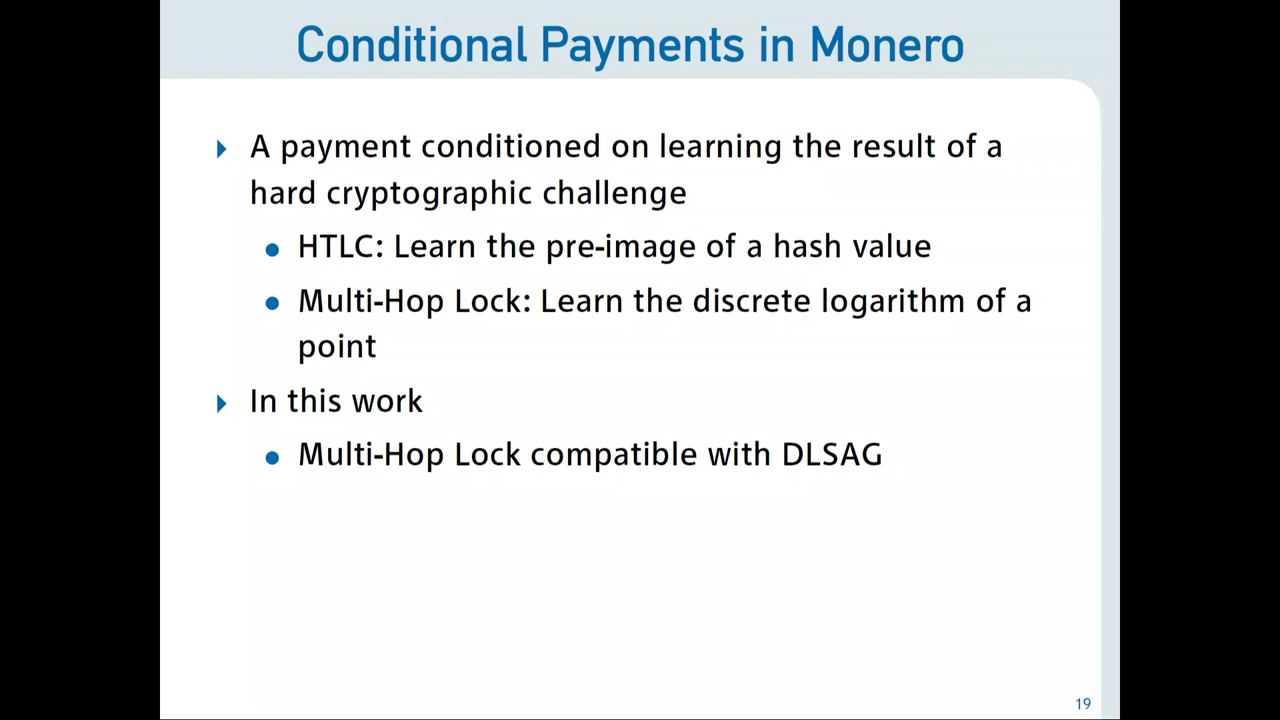 Conditional Payments in Monero
A payment conditioned on learning the result of a
hard cryptographic challenge
HTLC: Learn the pre-image of a hash value
Multi-Hop Lock: Learn the discrete logarithm of a
point
In this work
Multi-Hop Lock compatible with DLSAG
19